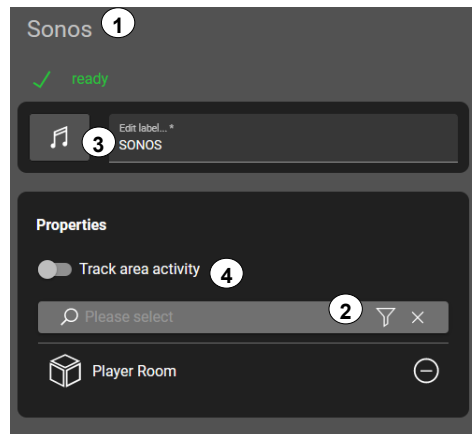 Sonos 1
ready
Edit label... *
3 SONOS
Properties
Track area activity 4
Please select 2
Player Room